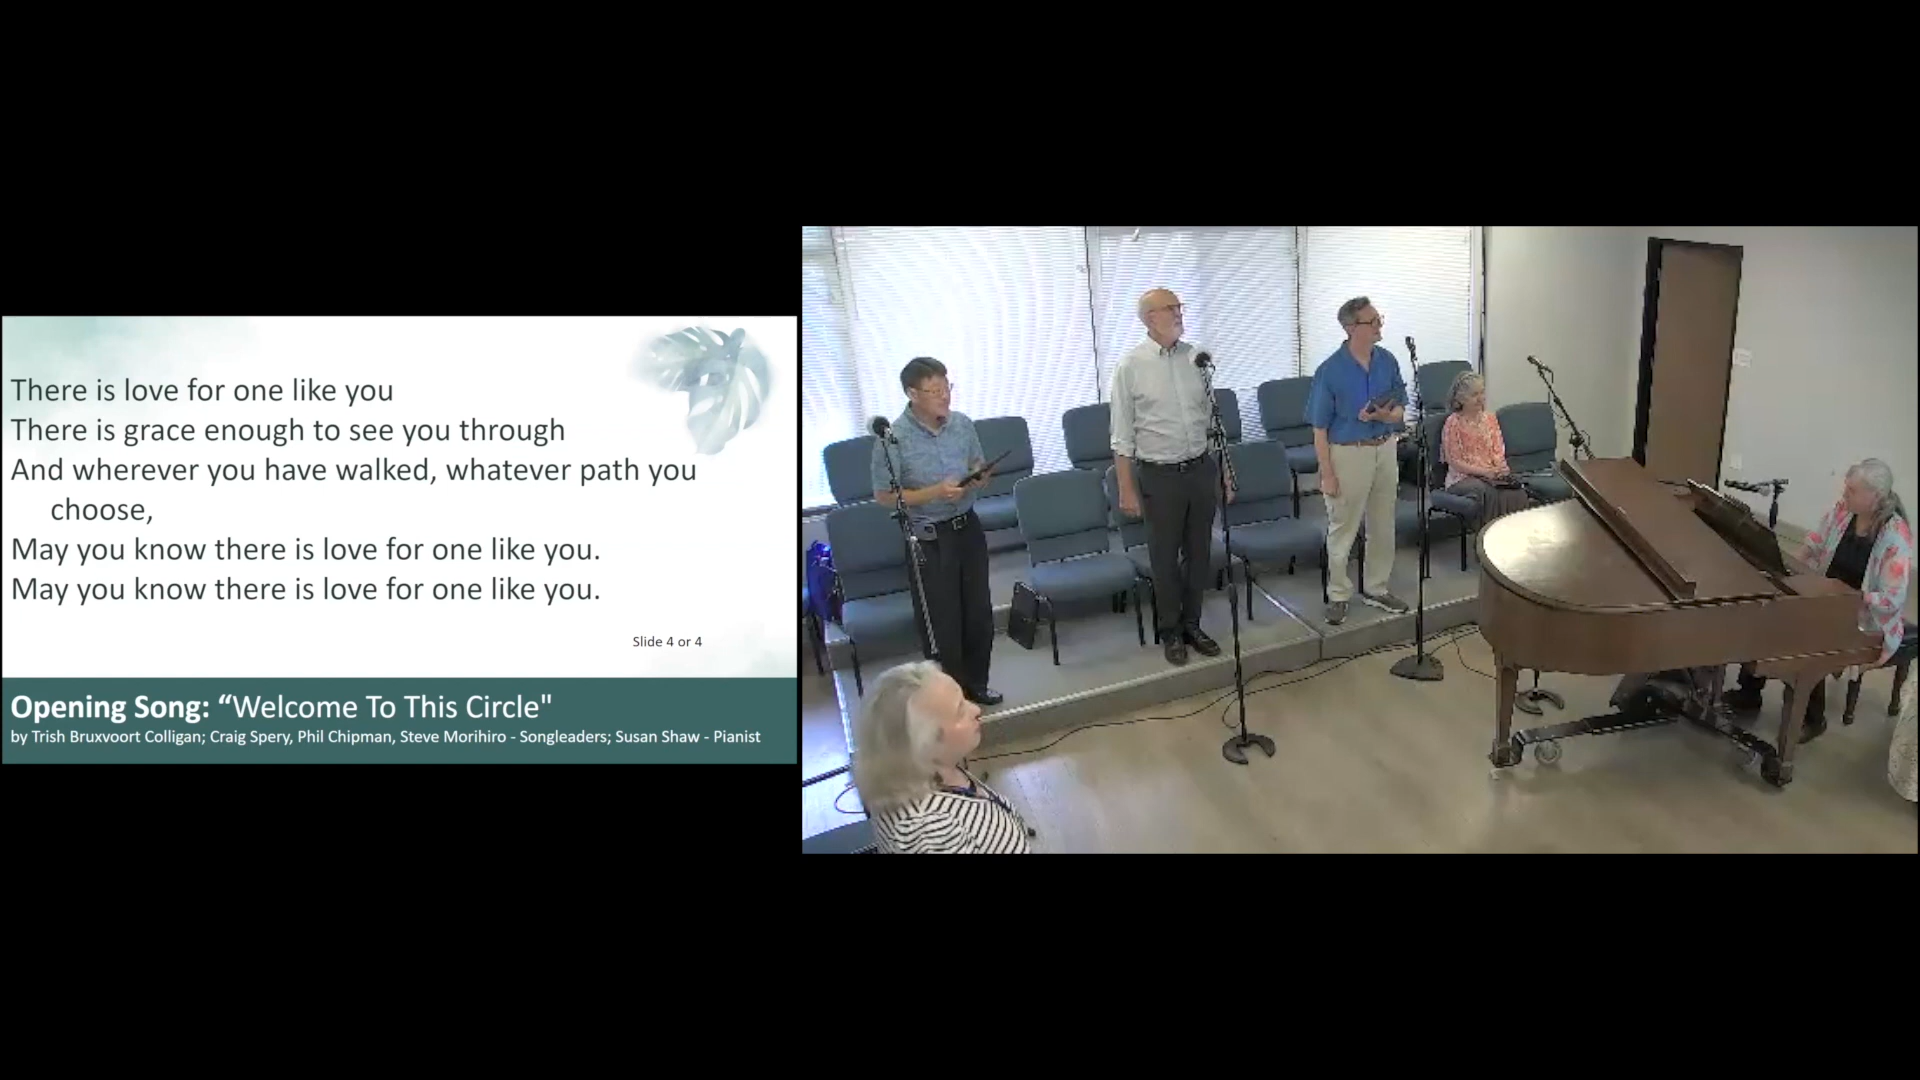 There is love for one like you
There is grace enough to see you through
And wherever you have walked, whatever path you
choose,
May you know there is love for one like you.
May you know there is love for one like you.
Slide 4 or 4
Opening Song: “Welcome To This Circle"
by Trish Bruxvoort Colligan; Craig Spery, Phil Chipman, Steve Morihiro - Songleaders; Susan Shaw - Pianist